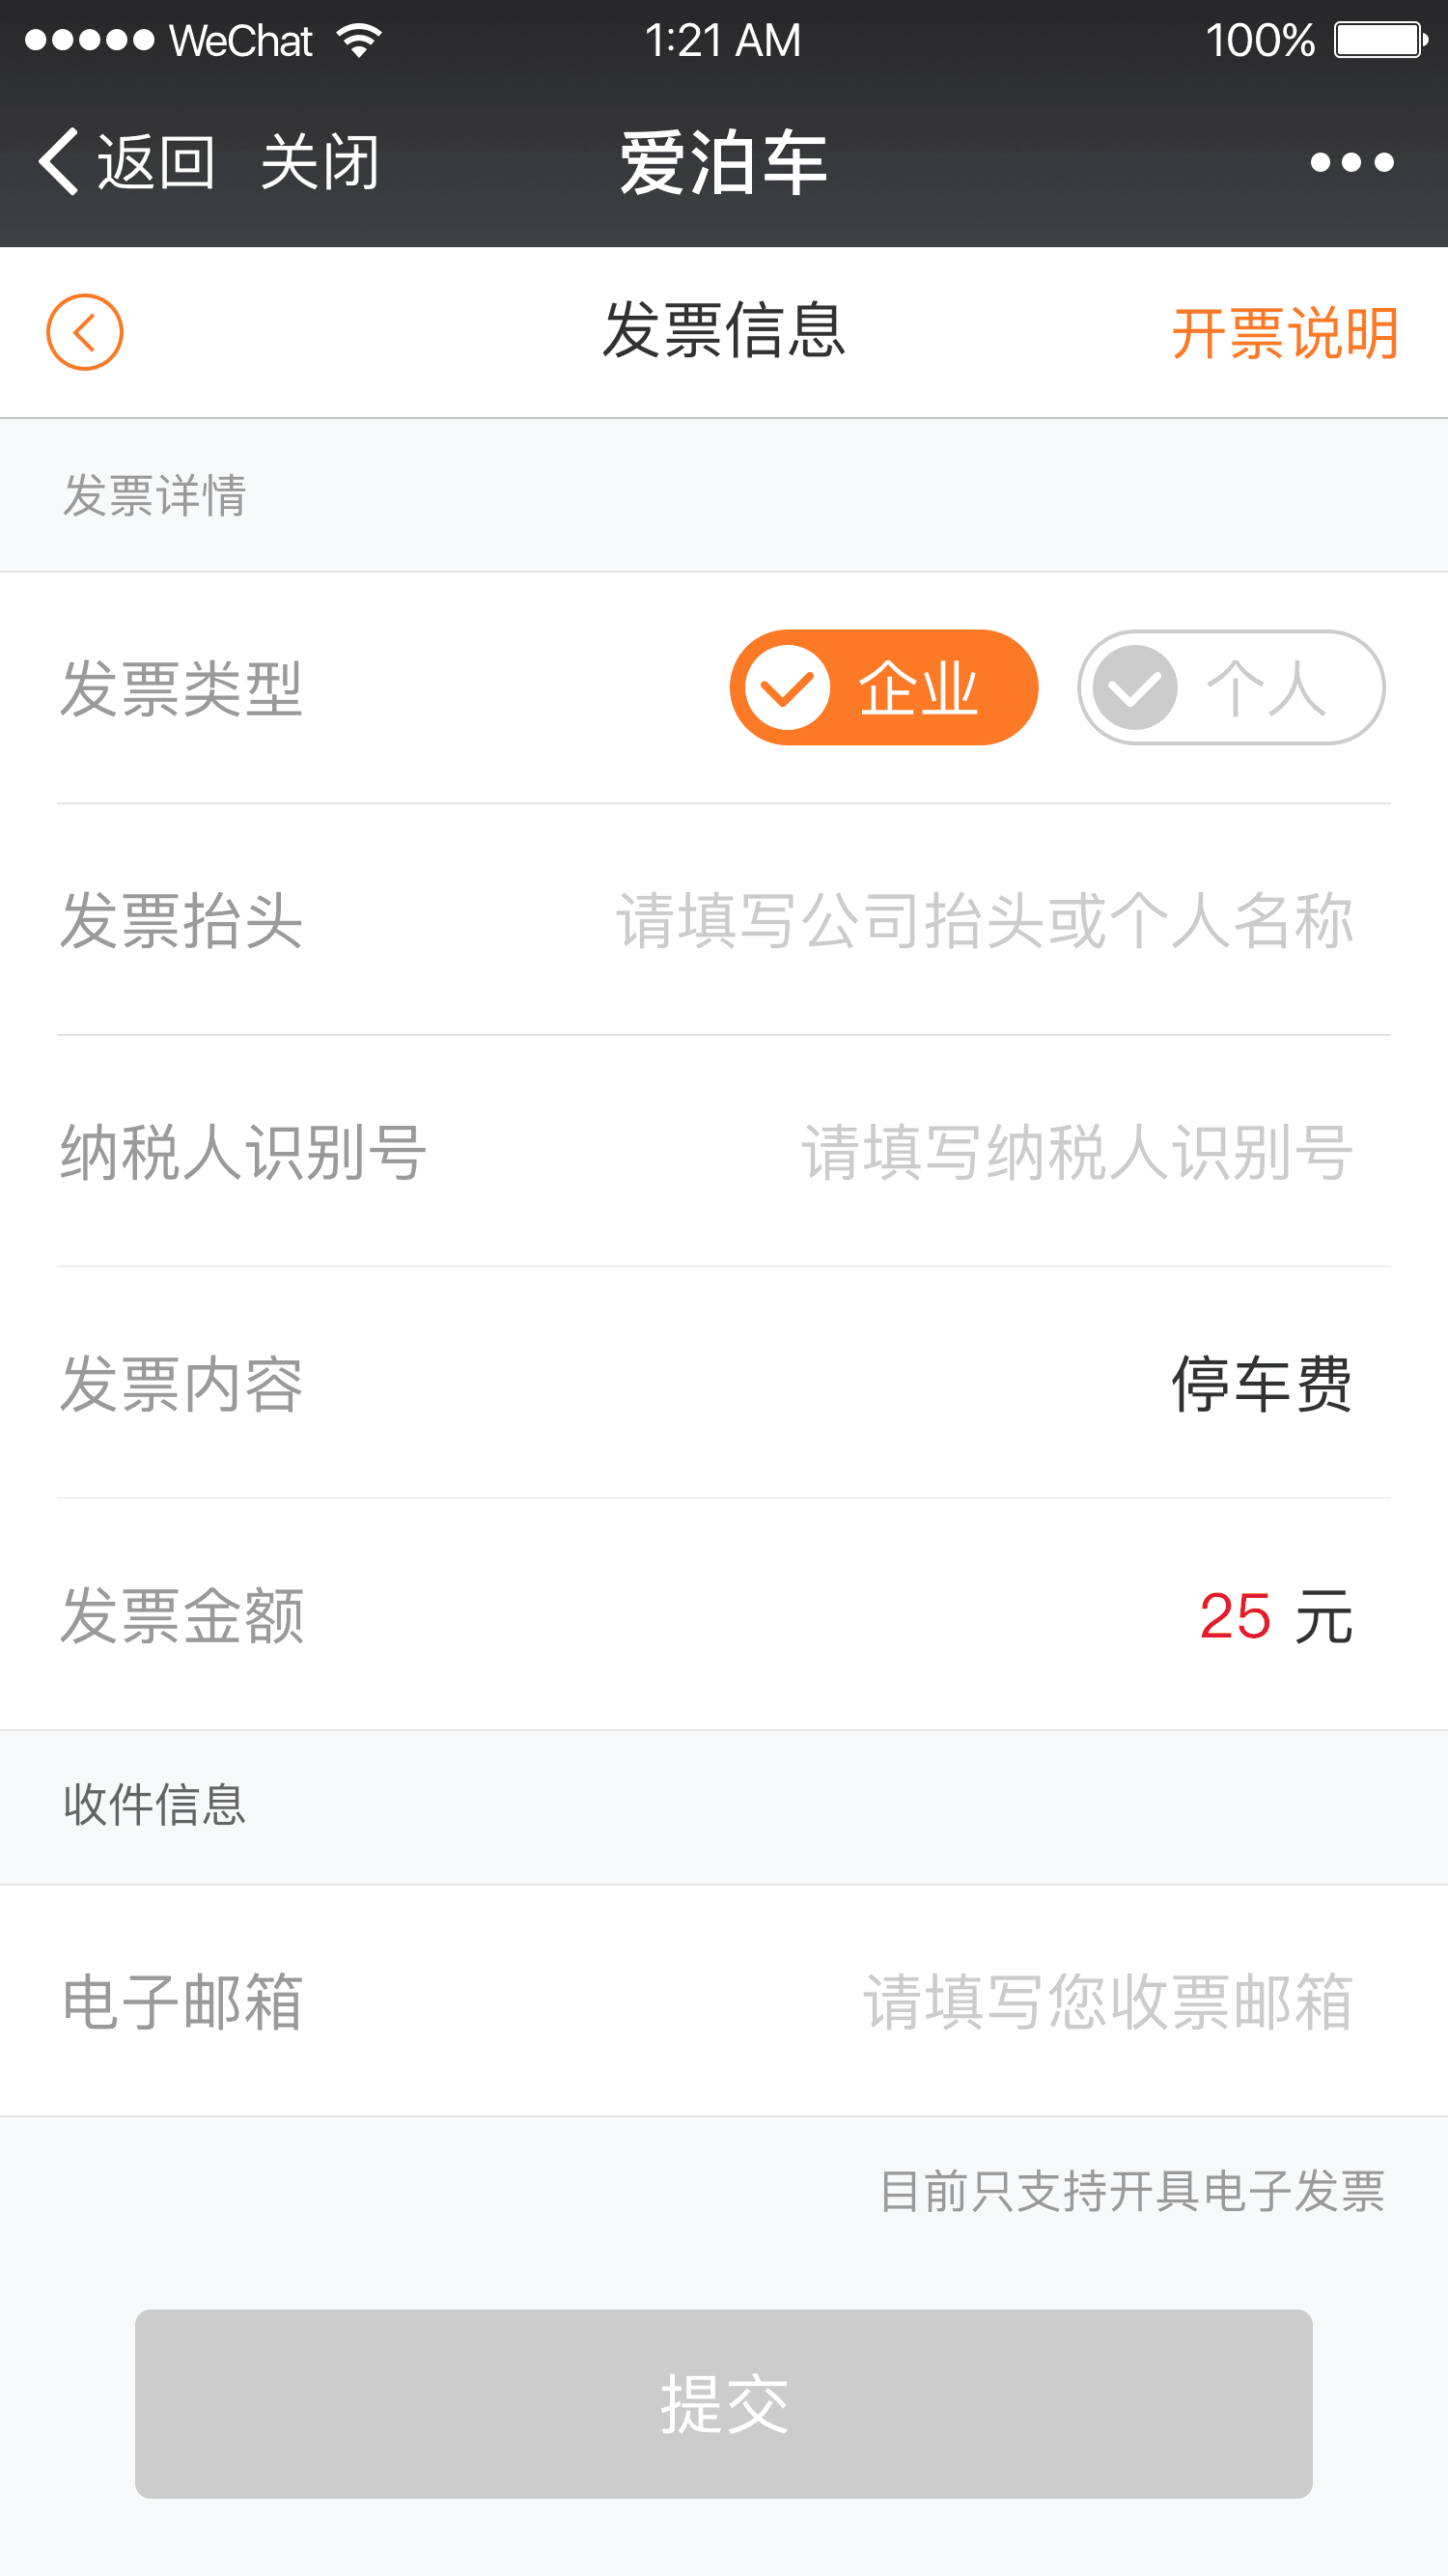 WeChat 1:21 AM 100%
返回 关闭 爱泊车
发票信息 开票说明
发票详情
发票类型 企业 个人
发票抬头 请填写公司抬头或个人名称
纳税人识别号 请填写纳税人识别号
发票内容 停车费
发票金额 25 元
收件信息
电子邮箱 请填写您收票邮箱
目前只支持开具电子发票
提交